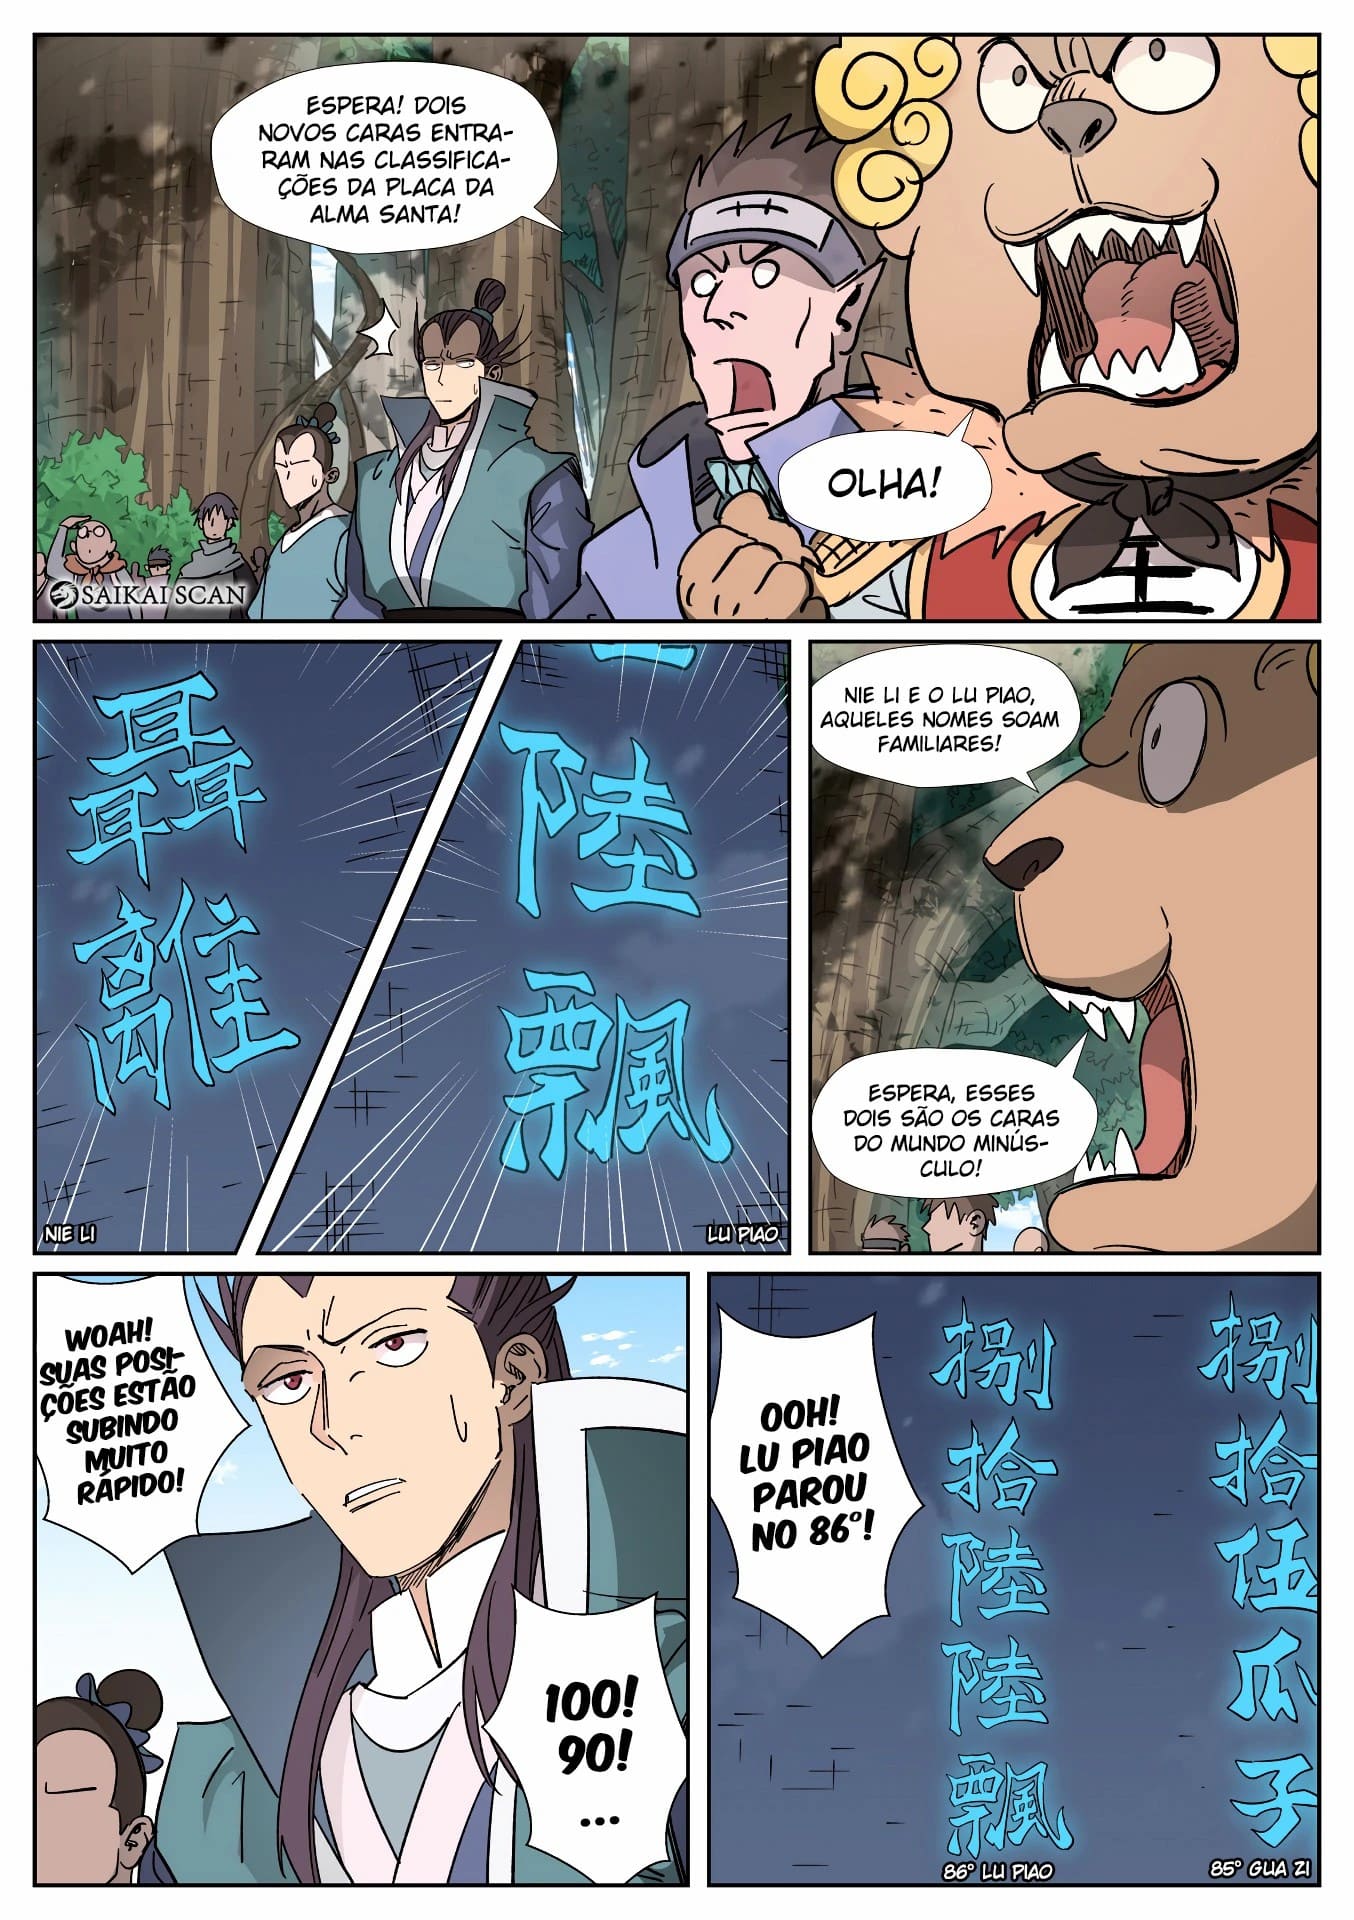 ESPERA! DOIS
NOVOS CARAS ENTRA-
RAM NAS CLASSIFICA-
ÇÕES DA PLACA DA
ALMA SANTA!
OLHA!
王
SAIKAI SCAN
聶離
NIE LI
陸飄
LU PIAO
NIE LI E O LU PIAO,
AQUELES NOMES SOAM
FAMILIARES!
ESPERA, ESSES
DOIS SÃO OS CARAS
DO MUNDO MINÚS-
CULO!
WOAH!
SUAS POSI-
ÇÕES ESTÃO
SUBINDO
MUITO
RÁPIDO!
100!
90!
...
OOH!
LU PIAO
PAROU
NO 86º!
捌拾陸陸飄
86º LU PIAO
捌拾伍瓜子
85º GUA ZI